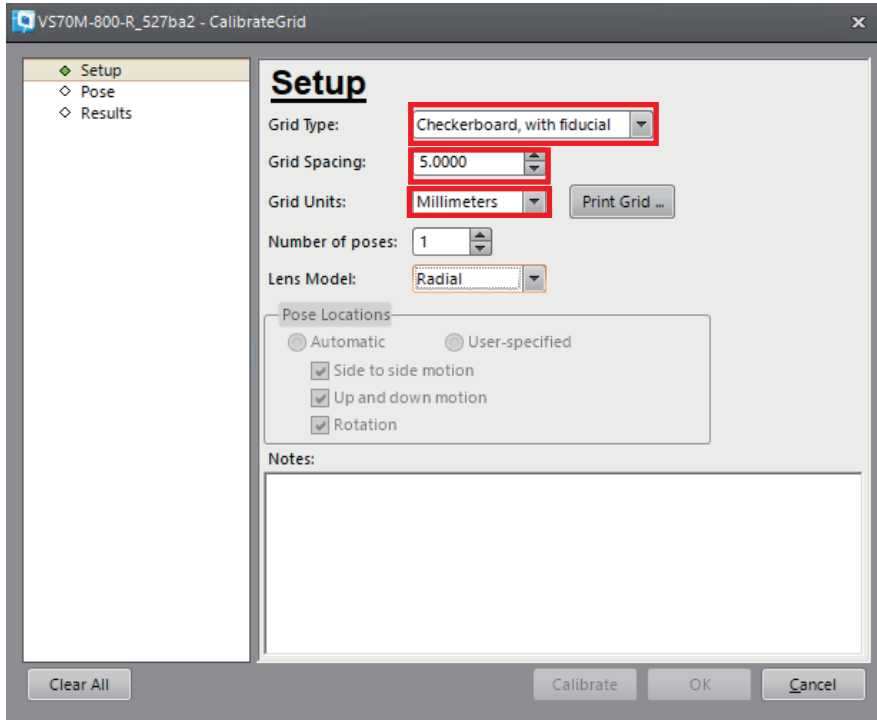 VS70M-800-R_527ba2 - CalibrateGrid
Setup
Pose
Results
Setup
Grid Type: Checkerboard, with fiducial
Grid Spacing: 5.0000
Grid Units: Millimeters Print Grid ...
Number of poses: 1
Lens Model: Radial
Pose Locations
Automatic User-specified
Side to side motion
Up and down motion
Rotation
Notes:
Clear All Calibrate OK Cancel